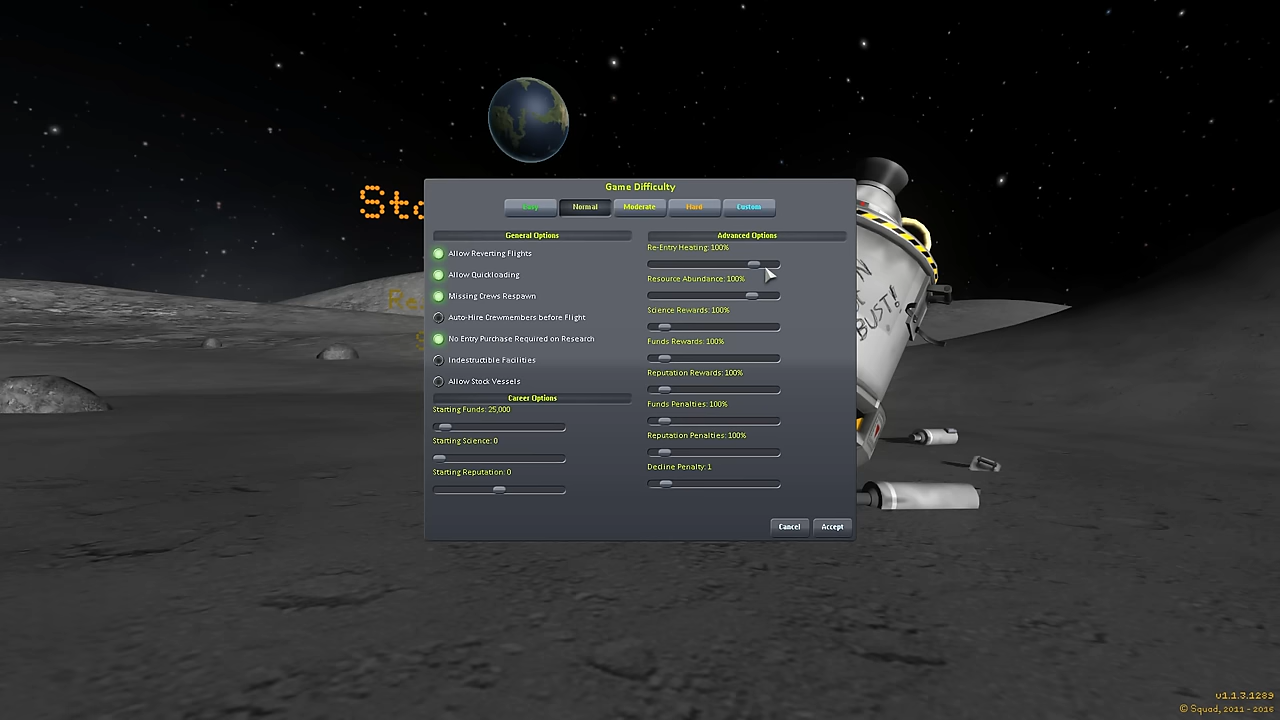 Game Difficulty
Easy Normal Moderate Hard Custom
General Options
Allow Reverting Flights
Allow Quickloading
Missing Crews Respawn
Auto-Hire Crewmembers before Flight
No Entry Purchase Required on Research
Indestructible Facilities
Allow Stock Vessels
Career Options
Starting Funds: 25,000
Starting Science: 0
Starting Reputation: 0
Advanced Options
Re-Entry Heating: 100%
Resource Abundance: 100%
Science Rewards: 100%
Funds Rewards: 100%
Reputation Rewards: 100%
Funds Penalties: 100%
Reputation Penalties: 100%
Decline Penalty: 1
Cancel Accept
BUST!
v1.1.3.1289
© Squad, 2011 - 2016